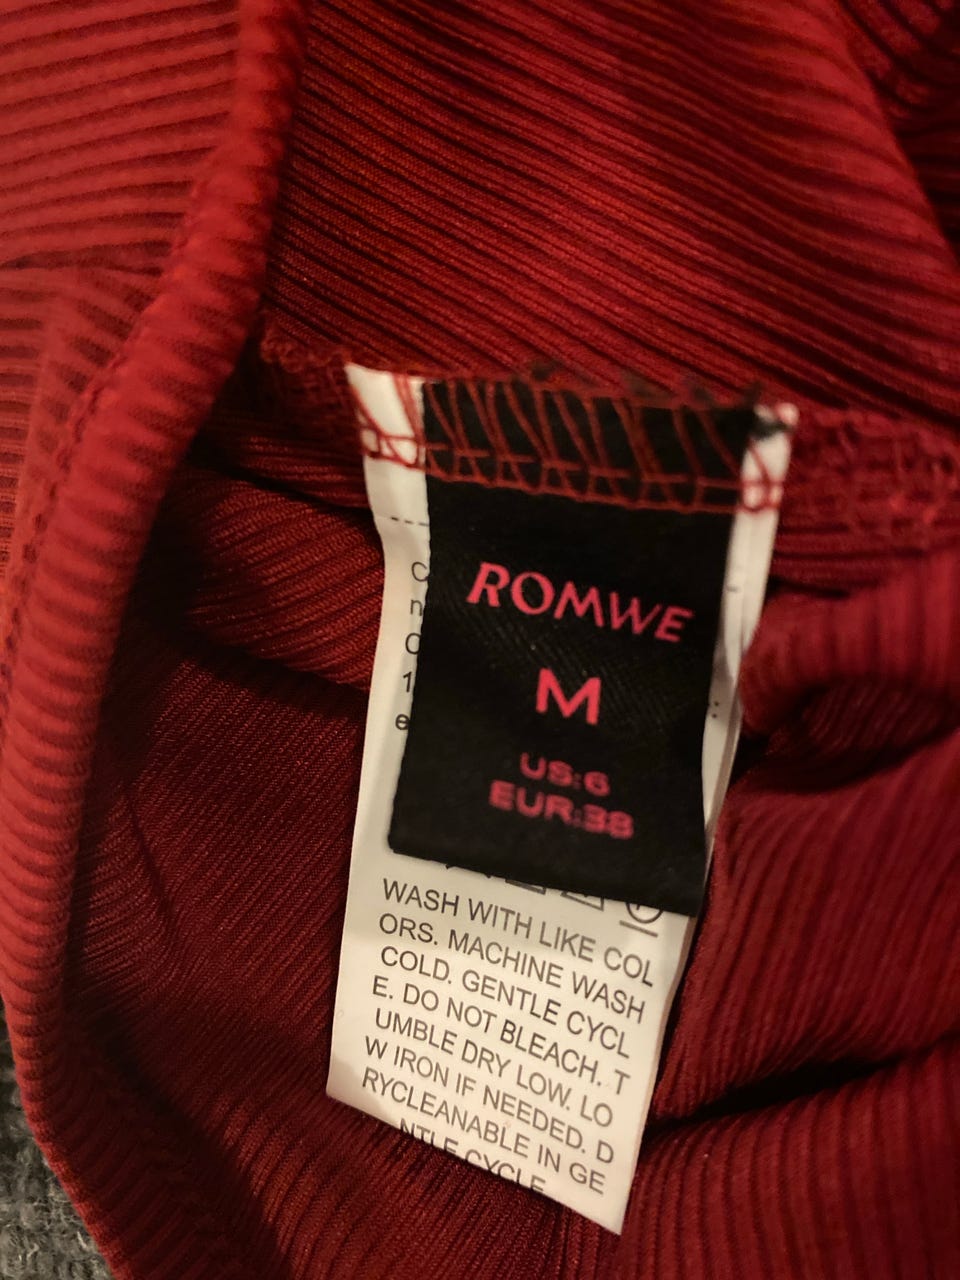 ROMWE
M
US:6
EUR:38
WASH WITH LIKE COL
ORS. MACHINE WASH
COLD. GENTLE CYCL
E. DO NOT BLEACH. T
UMBLE DRY LOW. LO
W IRON IF NEEDED. D
RYCLEANABLE IN GE
NTLE CYCLE